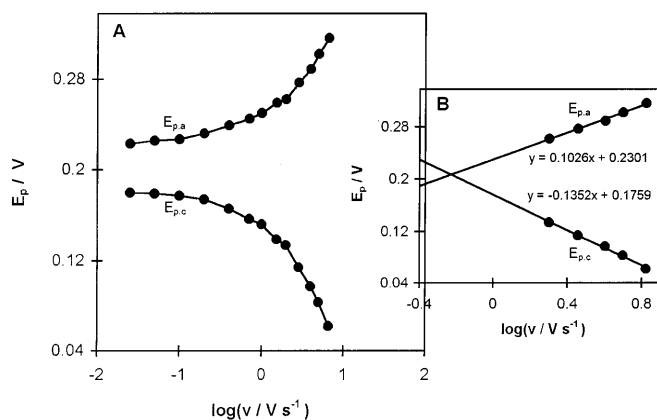 A
0.28
0.2
0.12
0.04
E_p / V
E_p.a
E_p.c
-2
-1
0
1
2
log(v / V s⁻¹)
B
0.28
0.2
0.12
0.04
E_p / V
E_p.a
y = 0.1026x + 0.2301
y = -0.1352x + 0.1759
E_p.c
-0.4
0
0.4
0.8
log(v / V s⁻¹)